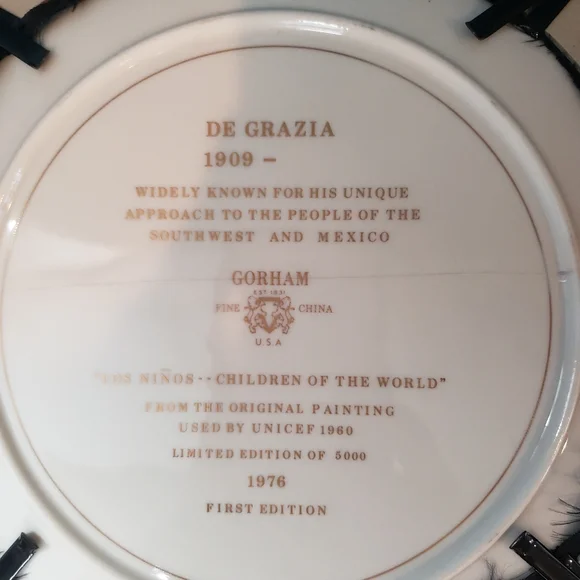 DE GRAZIA
1909 –
WIDELY KNOWN FOR HIS UNIQUE
APPROACH TO THE PEOPLE OF THE
SOUTHWEST AND MEXICO
GORHAM
EST 1831
FINE CHINA
U.S.A
"LOS NIÑOS--CHILDREN OF THE WORLD"
FROM THE ORIGINAL PAINTING
USED BY UNICEF 1960
LIMITED EDITION OF 5000
1976
FIRST EDITION